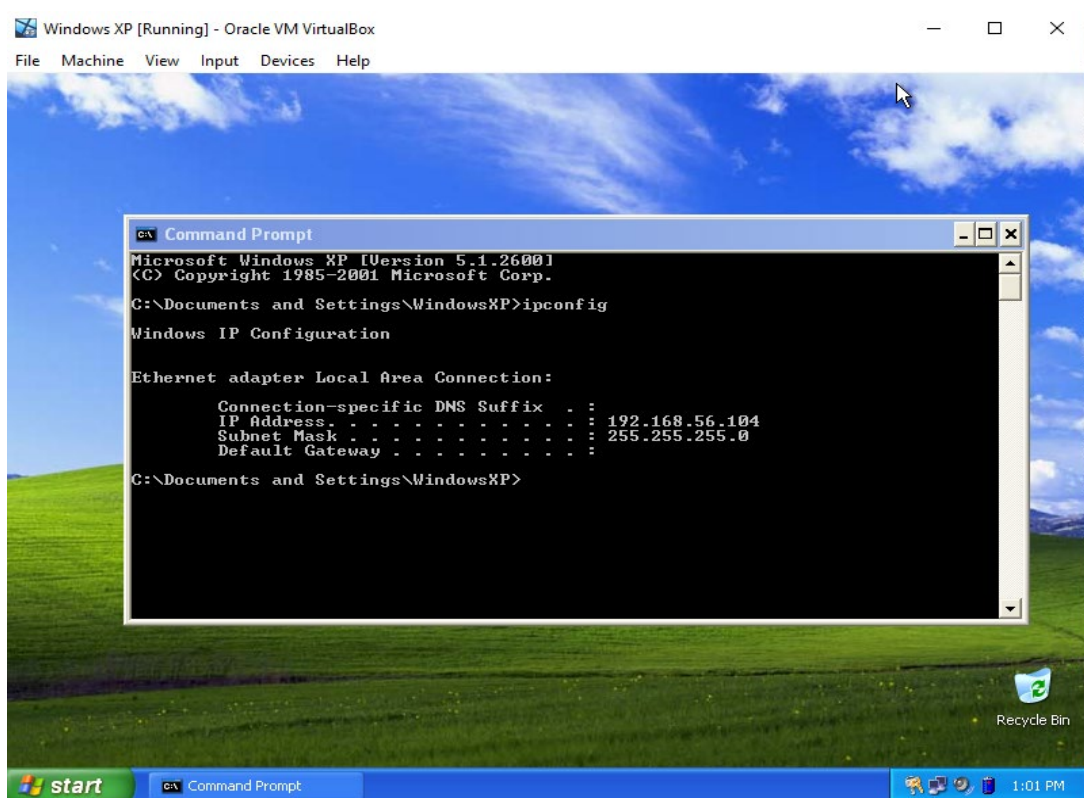 Windows XP [Running] - Oracle VM VirtualBox
File Machine View Input Devices Help
C:\ Command Prompt
Microsoft Windows XP [Version 5.1.2600]
(C) Copyright 1985-2001 Microsoft Corp.
C:\Documents and Settings\WindowsXP>ipconfig
Windows IP Configuration
Ethernet adapter Local Area Connection:
Connection-specific DNS Suffix . :
IP Address. . . . . . . . . . . . : 192.168.56.104
Subnet Mask . . . . . . . . . . . : 255.255.255.0
Default Gateway . . . . . . . . . :
C:\Documents and Settings\WindowsXP>
Recycle Bin
start C:\ Command Prompt 1:01 PM